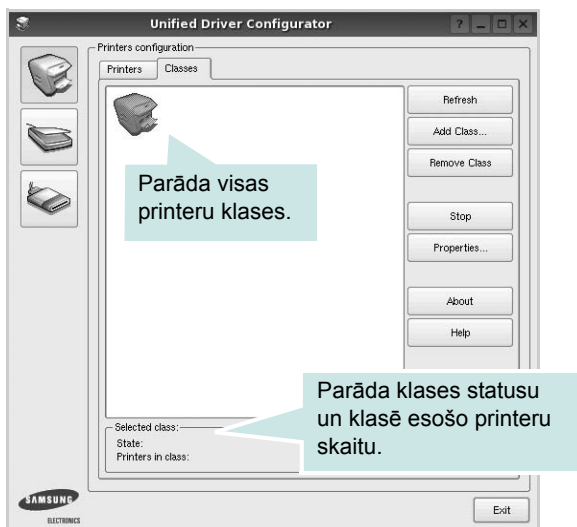 Unified Driver Configurator
Printers configuration
Printers
Classes
Refresh
Add Class...
Remove Class
Parāda visas
printeru klases.
Stop
Properties...
About
Help
Parāda klases statusu
un klasē esošo printeru
skaitu.
Selected class:
State:
Printers in class:
SAMSUNG
ELECTRONICS
Exit